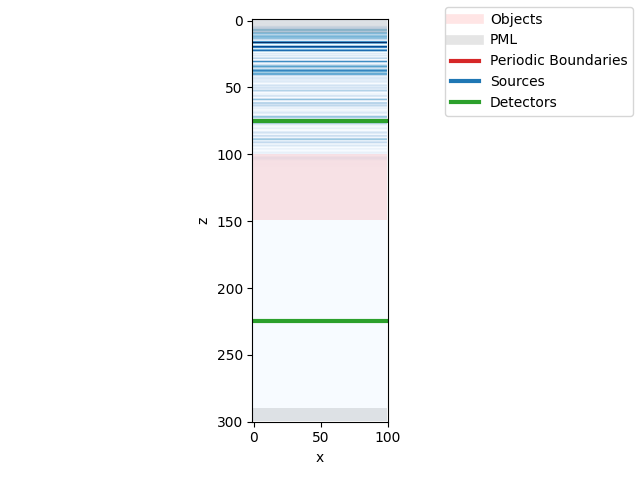 Objects
PML
Periodic Boundaries
Sources
Detectors
0
50
100
150
200
250
300
z
0
50
100
x